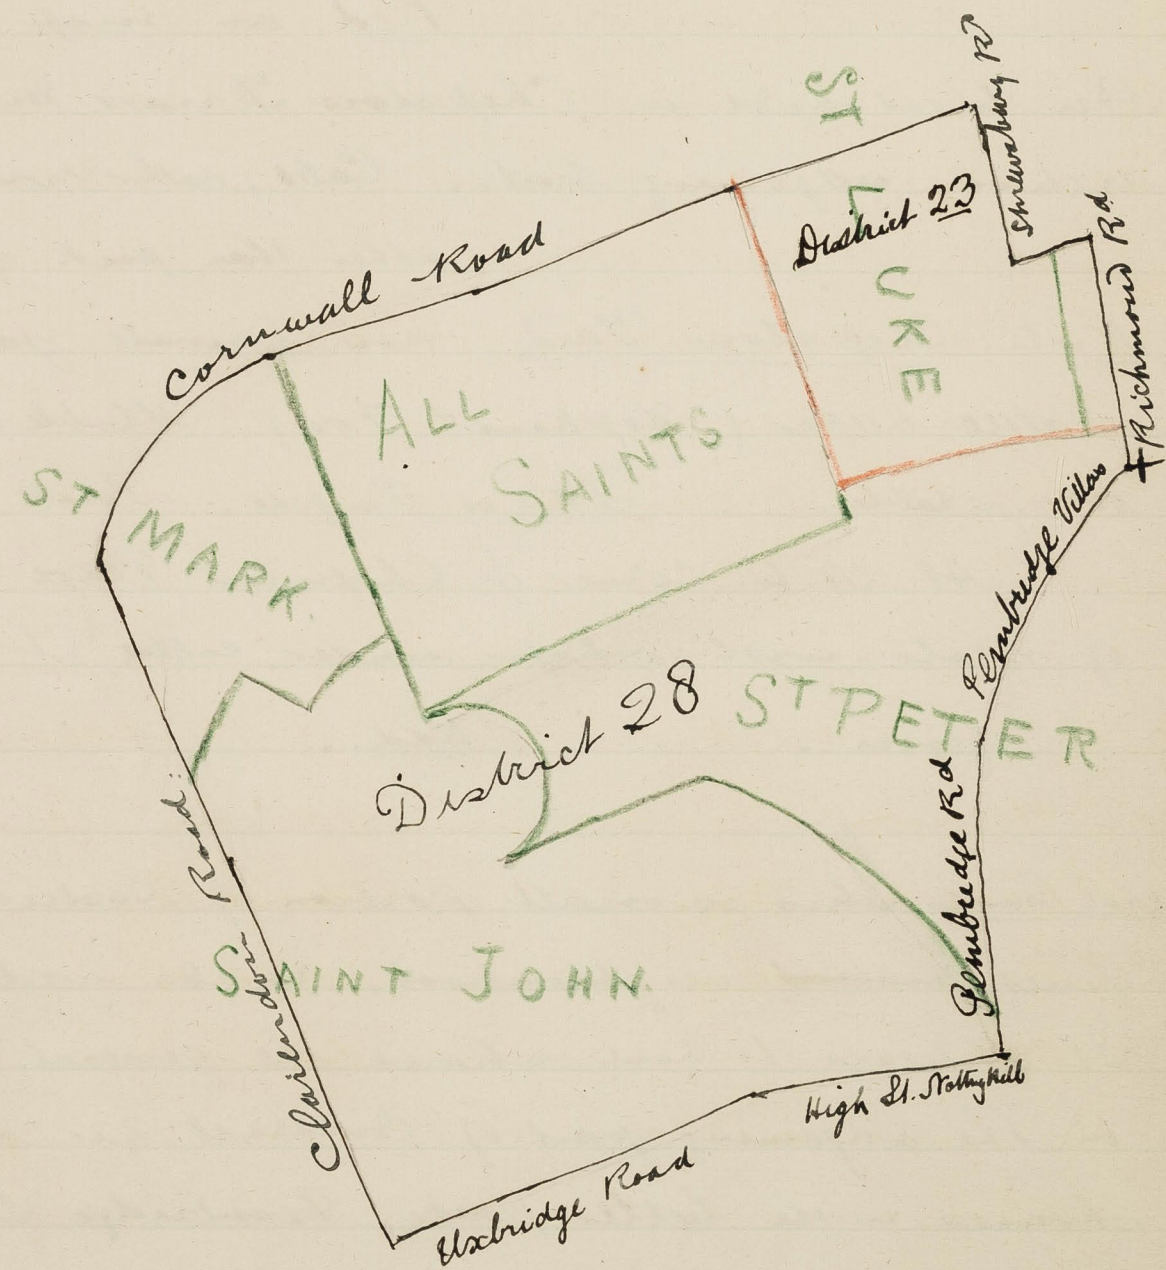 Shrewsbury Rd
ST
LUKE
District 23
Richmond Rd
Cornwall Road
ALL
SAINTS
ST MARK
Pembridge Villas
District 28
ST PETER
Pembridge Rd
Clarendon Road
SAINT JOHN
High St. Notting Hill
Uxbridge Road